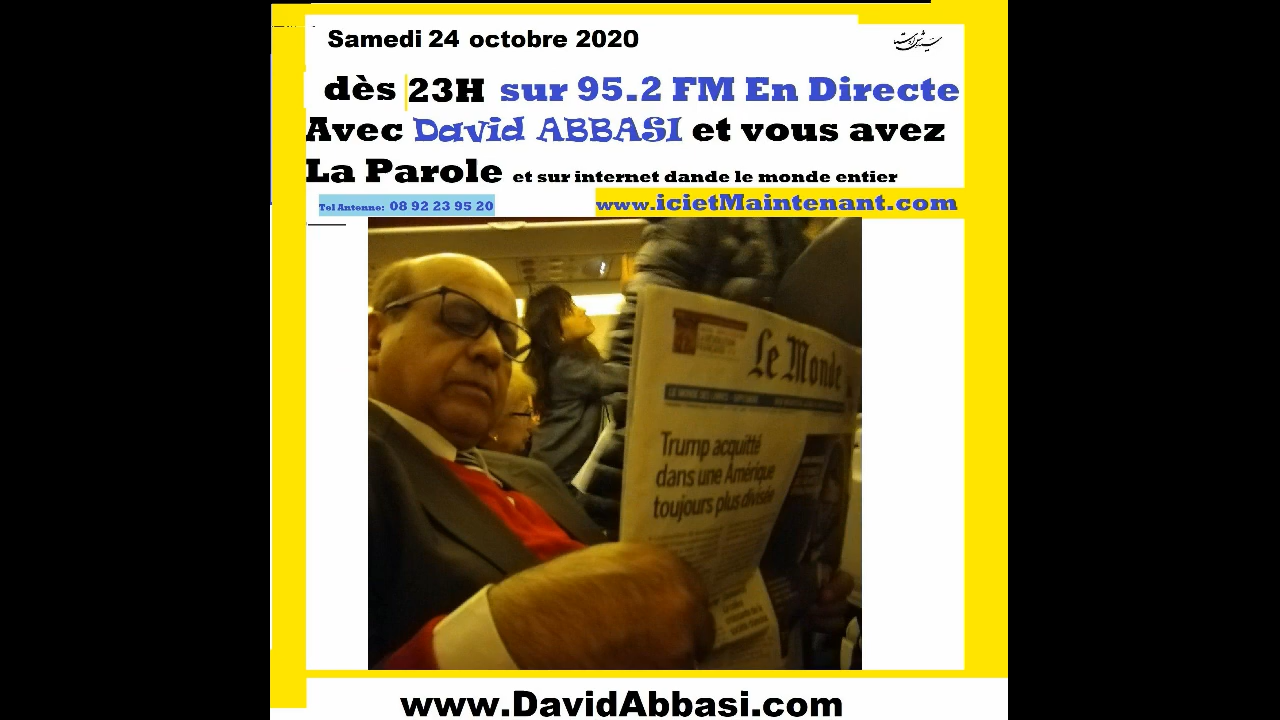 Samedi 24 octobre 2020
dès 23H sur 95.2 FM En Directe
Avec David ABBASI et vous avez
La Parole et sur internet dande le monde entier
Tel Antenne: 08 92 23 95 20
www.icietMaintenant.com
Le Monde
Trump acquitté
dans une Amérique
toujours plus divisée
www.DavidAbbasi.com